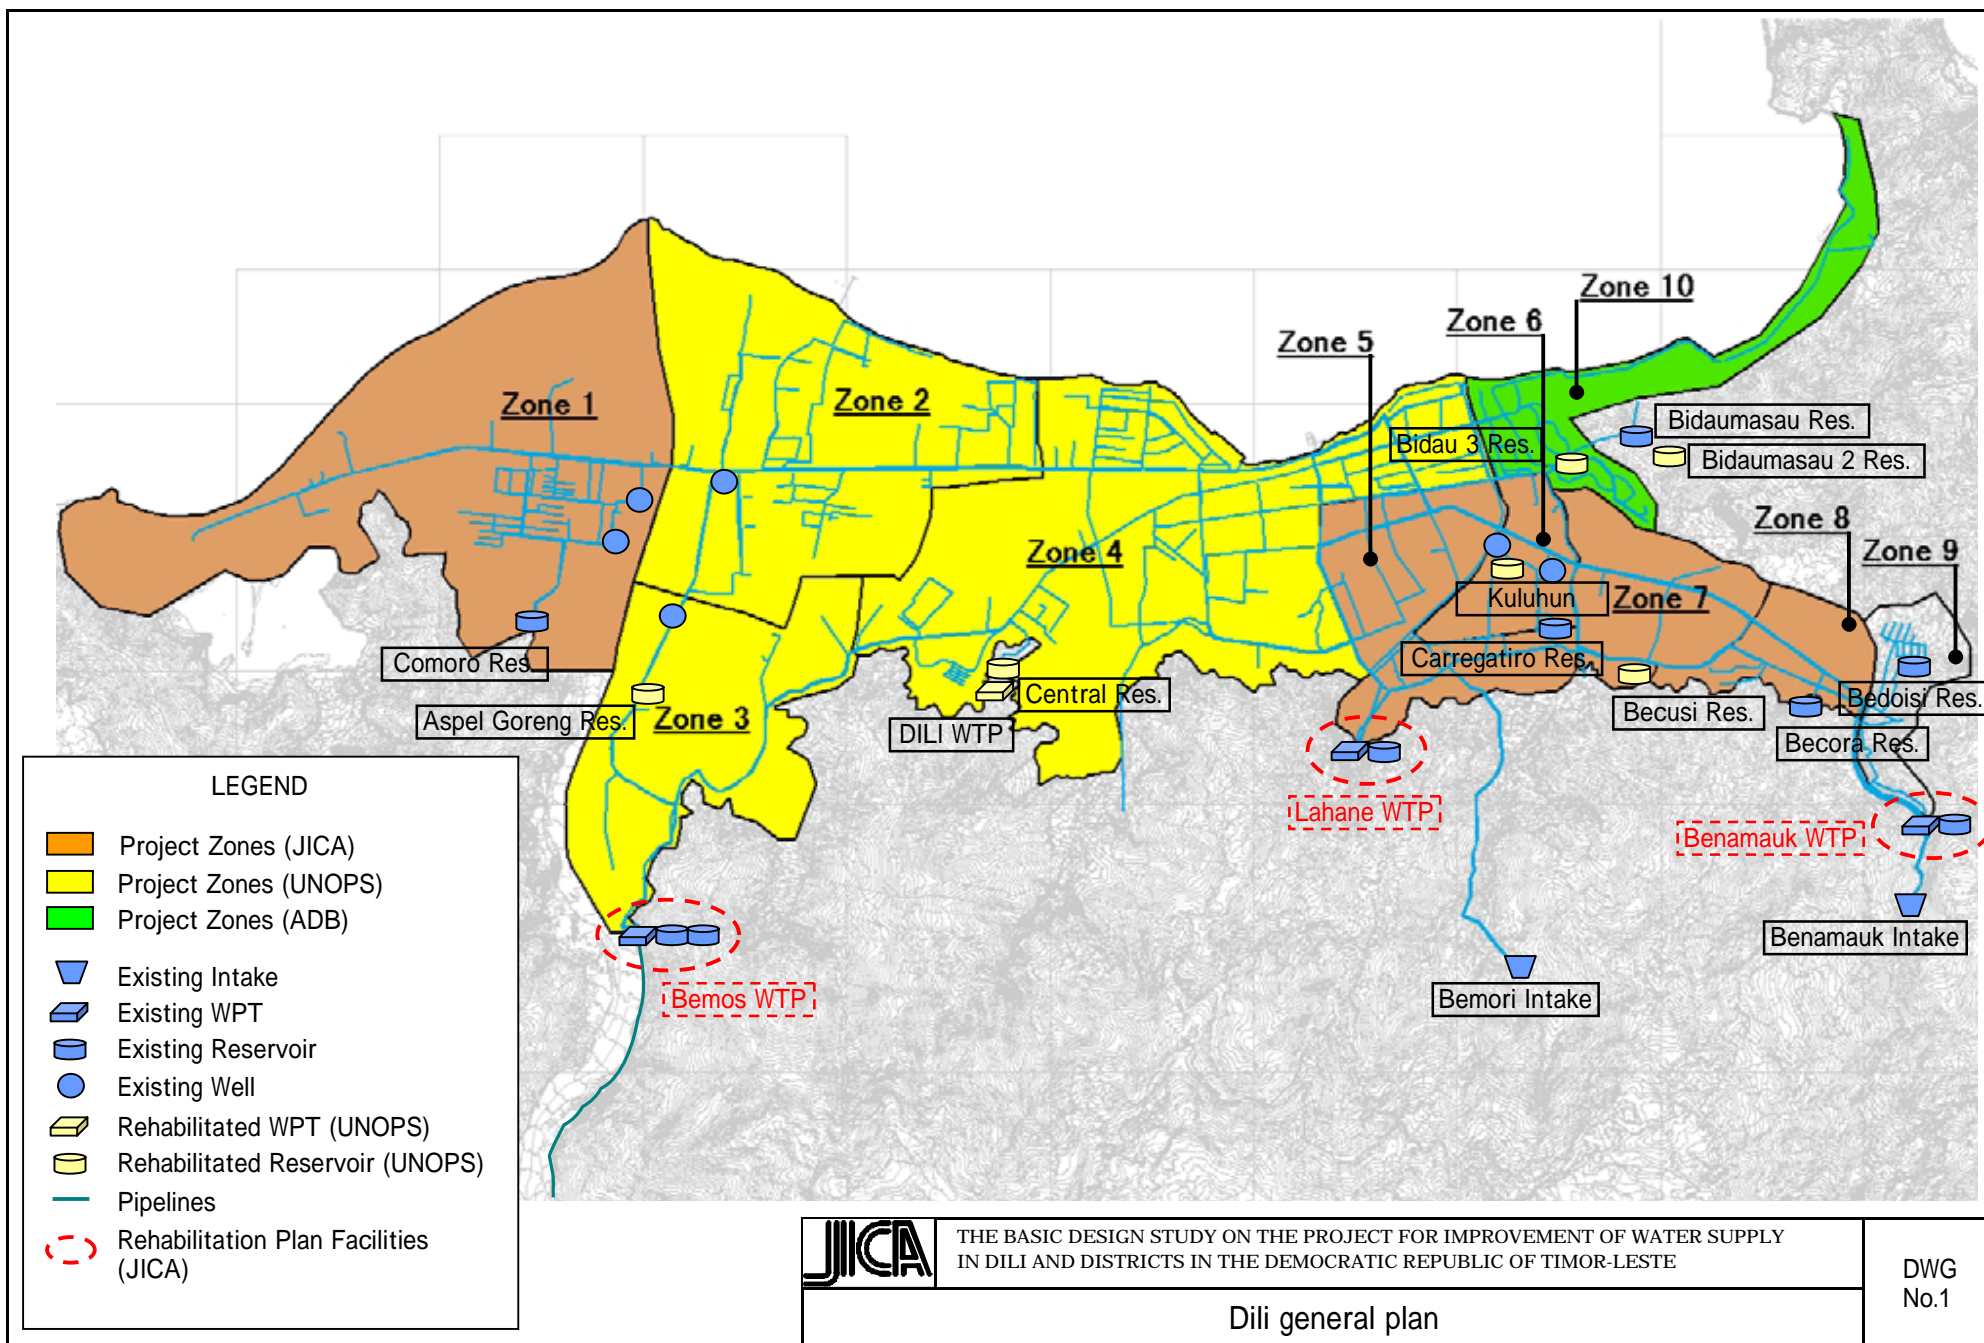 Zone 10
Zone 6
Zone 5
Zone 1
Zone 2
Bidaumasau Res.
Bidau 3 Res.
Bidaumasau 2 Res.
Zone 8
Zone 9
Zone 4
Kuluhun
Zone 7
Comoro Res.
Carregatiro Res.
Central Res.
Aspel Goreng Res.
Zone 3
DILI WTP
Becusi Res.
Bedoisi Res.
Becora Res.
Lahane WTP
Benamauk WTP
Benamauk Intake
Bemos WTP
Bemori Intake
LEGEND
Project Zones (JICA)
Project Zones (UNOPS)
Project Zones (ADB)
Existing Intake
Existing WPT
Existing Reservoir
Existing Well
Rehabilitated WPT (UNOPS)
Rehabilitated Reservoir (UNOPS)
Pipelines
Rehabilitation Plan Facilities
(JICA)
JICA
THE BASIC DESIGN STUDY ON THE PROJECT FOR IMPROVEMENT OF WATER SUPPLY
IN DILI AND DISTRICTS IN THE DEMOCRATIC REPUBLIC OF TIMOR-LESTE
Dili general plan
DWG
No.1